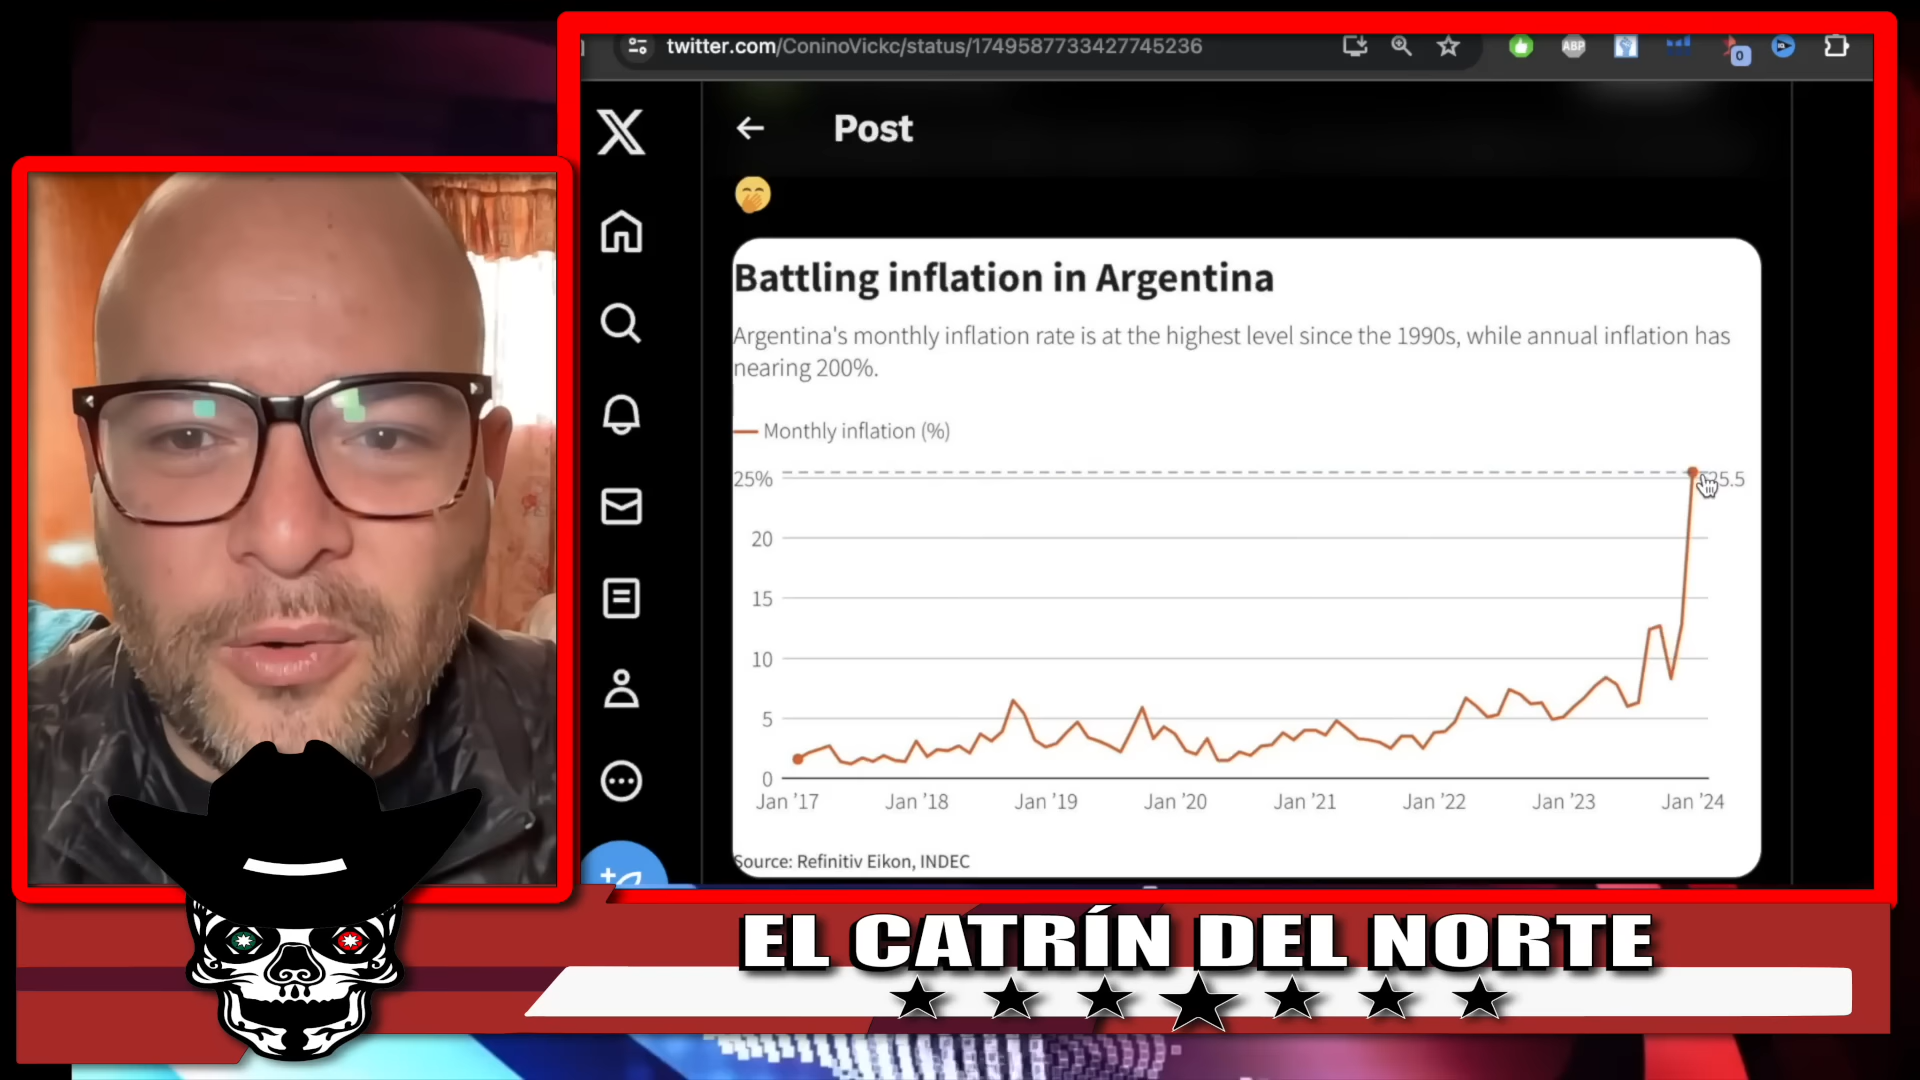 twitter.com/ConinoVickc/status/1749587733427745236
ABP
0
Post
Battling inflation in Argentina
Argentina's monthly inflation rate is at the highest level since the 1990s, while annual inflation has
nearing 200%.
Monthly inflation (%)
25%
5.5
20
15
10
5
0
Jan '17 Jan '18 Jan '19 Jan '20 Jan '21 Jan '22 Jan '23 Jan '24
Source: Refinitiv Eikon, INDEC
EL CATRÍN DEL NORTE